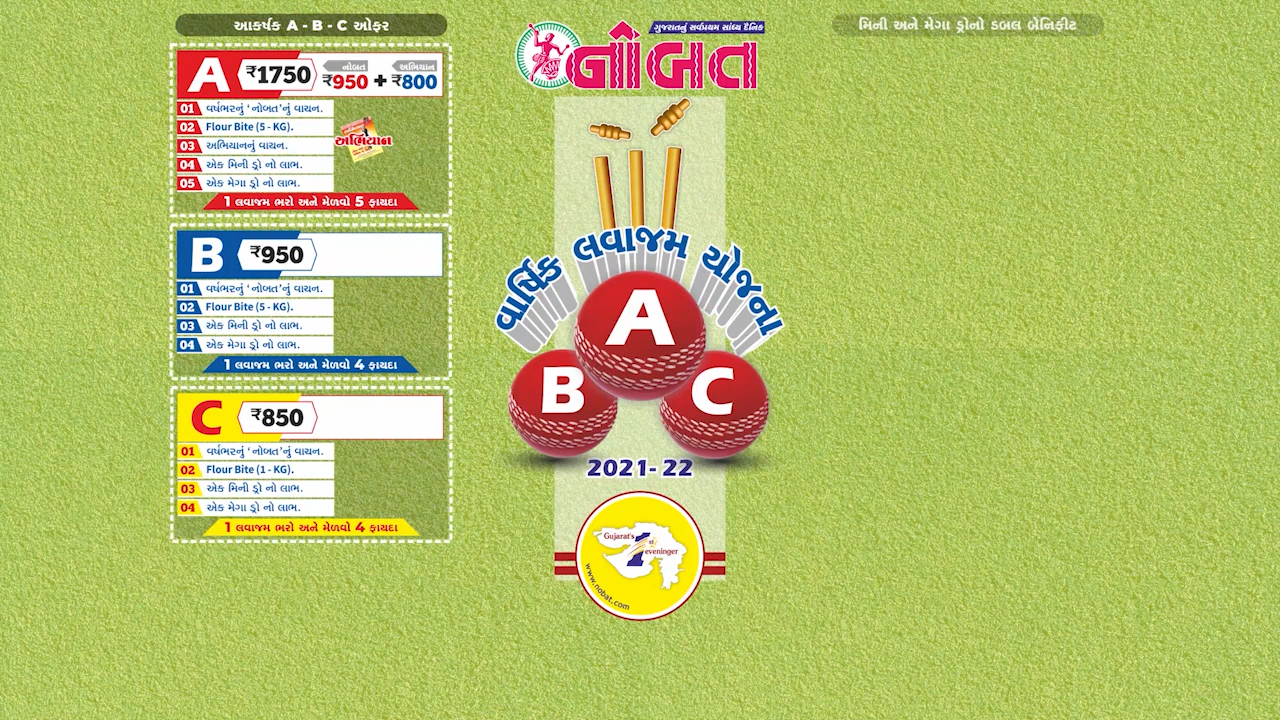 આકર્ષક A - B - C ઓફર
A ₹1750 નોબત ₹950 + અભિયાન ₹800
01 વર્ષભરનું 'નોબત'નું વાચન.
02 Flour Bite (5 - KG).
03 અભિયાનનું વાચન.
04 એક મિની ડ્રો નો લાભ.
05 એક મેગા ડ્રો નો લાભ.
અભિયાન
1 લવાજમ ભરો અને મેળવો 5 ફાયદા
B ₹950
01 વર્ષભરનું 'નોબત'નું વાચન.
02 Flour Bite (5 - KG).
03 એક મિની ડ્રો નો લાભ.
04 એક મેગા ડ્રો નો લાભ.
1 લવાજમ ભરો અને મેળવો 4 ફાયદા
C ₹850
01 વર્ષભરનું 'નોબત'નું વાચન.
02 Flour Bite (1 - KG).
03 એક મિની ડ્રો નો લાભ.
04 એક મેગા ડ્રો નો લાભ.
1 લવાજમ ભરો અને મેળવો 4 ફાયદા
ગુજરાતનું સર્વપ્રથમ સાંધ્ય દૈનિક
નોબત
વાર્ષિક લવાજમ યોજના
A
B C
2021- 22
Gujarat's 1st eveninger
www.nobat.com
મિની અને મેગા ડ્રોનો ડબલ બેનિફીટ